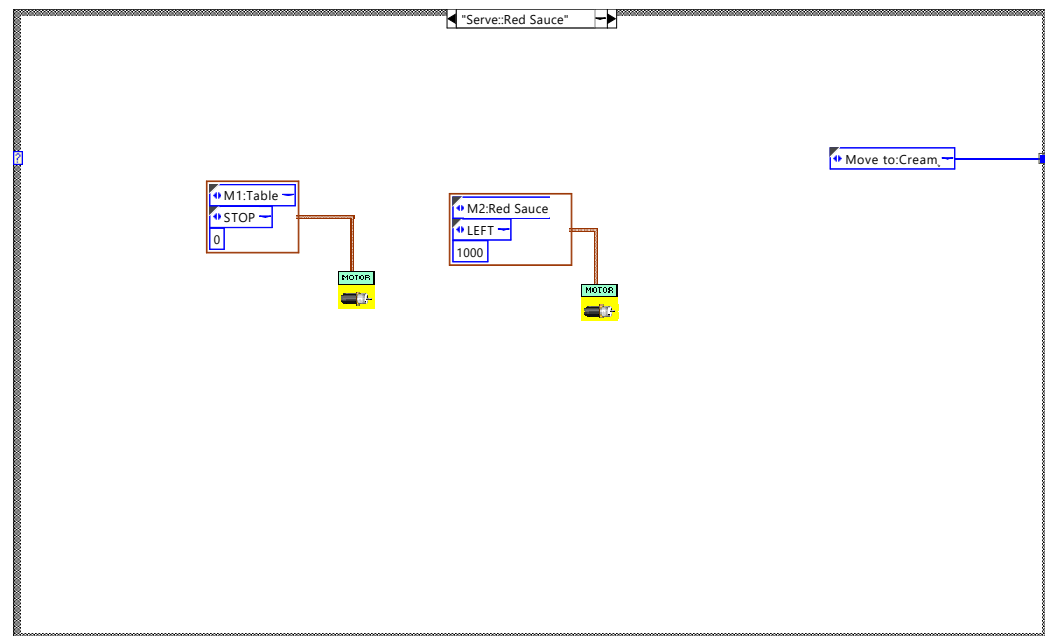 "Serve::Red Sauce"
?
Move to:Cream
M1:Table
STOP
0
MOTOR
M2:Red Sauce
LEFT
1000
MOTOR